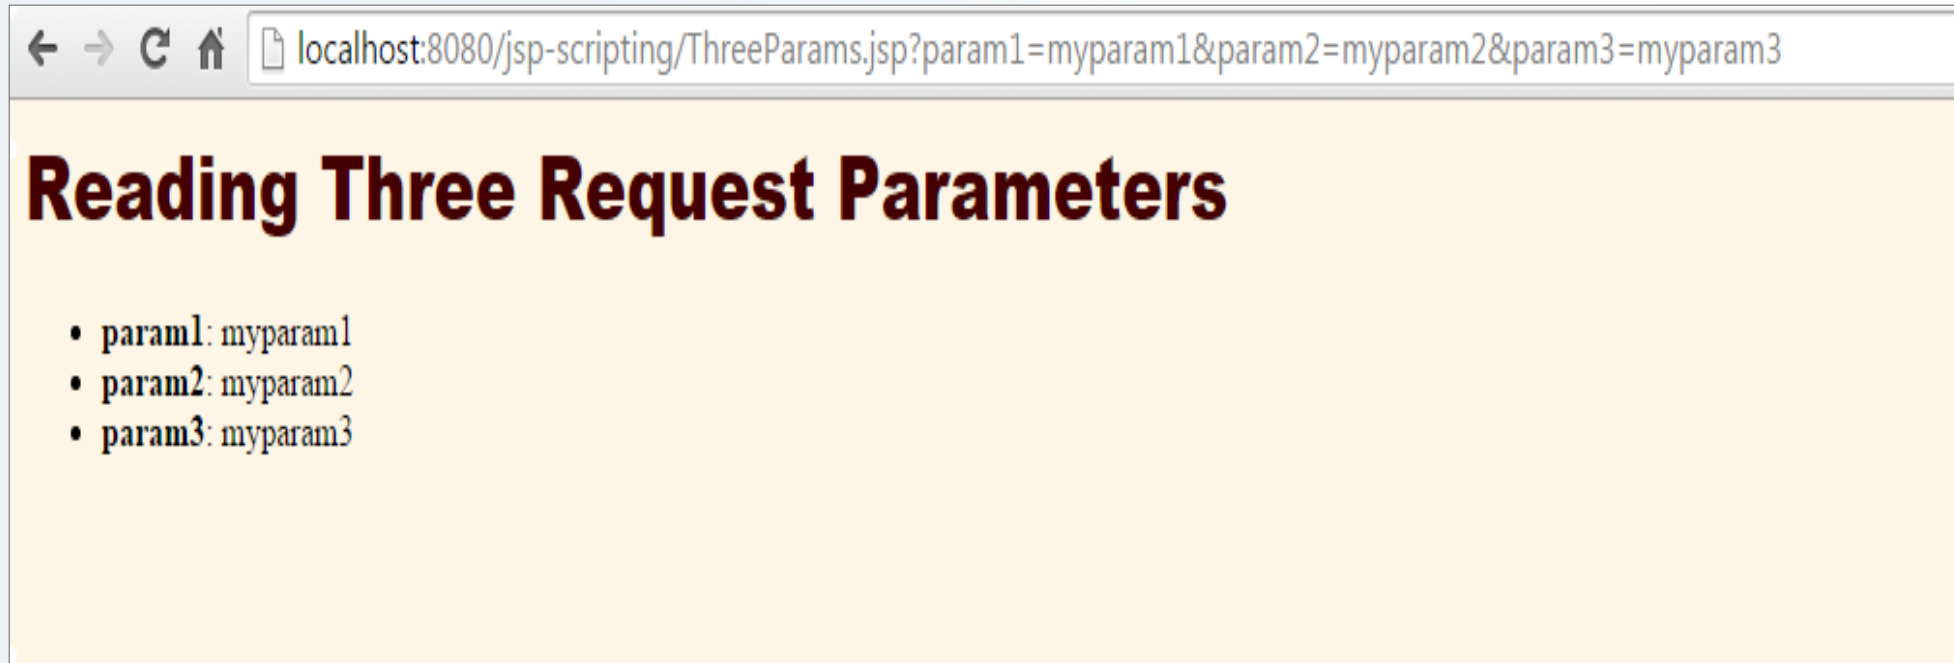 localhost:8080/jsp-scripting/ThreeParams.jsp?param1=myparam1&param2=myparam2&param3=myparam3
Reading Three Request Parameters
• param1: myparam1
• param2: myparam2
• param3: myparam3